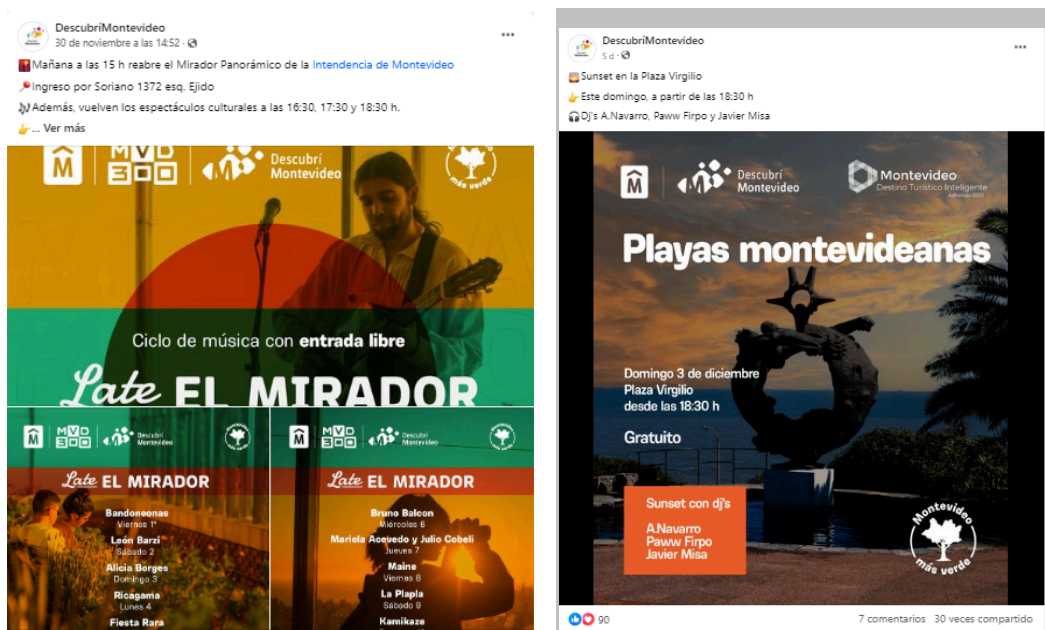 DescubríMontevideo
30 de noviembre a las 14:52
Mañana a las 15 h reabre el Mirador Panorámico de la Intendencia de Montevideo
Ingreso por Soriano 1372 esq. Ejido
Además, vuelven los espectáculos culturales a las 16:30, 17:30 y 18:30 h.
... Ver más
M
MVD
300
Descubrí
Montevideo
más verde
Ciclo de música con entrada libre
Late EL MIRADOR
M
MVD
300
Descubrí
Montevideo
Late EL MIRADOR
Bandoneonas
Viernes 1°
León Barzi
Sábado 2
Alicia Borges
Domingo 3
Ricagama
Lunes 4
Fiesta Rara
M
MVD
300
Descubrí
Montevideo
Late EL MIRADOR
Bruno Balcon
Miércoles 6
Mariela Acevedo y Julio Cobeli
Jueves 7
Maine
Viernes 8
La Plapla
Sábado 9
Kamikaze
DescubríMontevideo
5 d
Sunset en la Plaza Virgilio
Este domingo, a partir de las 18:30 h
Dj's A.Navarro, Paww Firpo y Javier Misa
M
Descubrí
Montevideo
Montevideo
Destino Turístico Inteligente
Adherido 2023
Playas montevideanas
Domingo 3 de diciembre
Plaza Virgilio
desde las 18:30 h
Gratuito
Sunset con dj's
A.Navarro
Paww Firpo
Javier Misa
Montevideo
más verde
90
7 comentarios 30 veces compartido